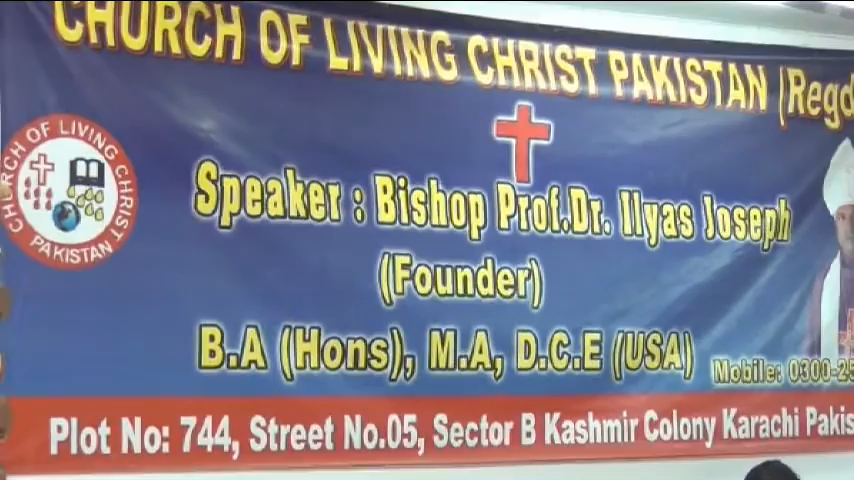 CHURCH OF LIVING CHRIST PAKISTAN (Regd
CHURCH OF LIVING CHRIST
PAKISTAN
Speaker : Bishop Prof.Dr. Ilyas Joseph
(Founder)
B.A (Hons), M.A, D.C.E (USA)
Mobile: 0300-25
Plot No: 744, Street No.05, Sector B Kashmir Colony Karachi Pakis